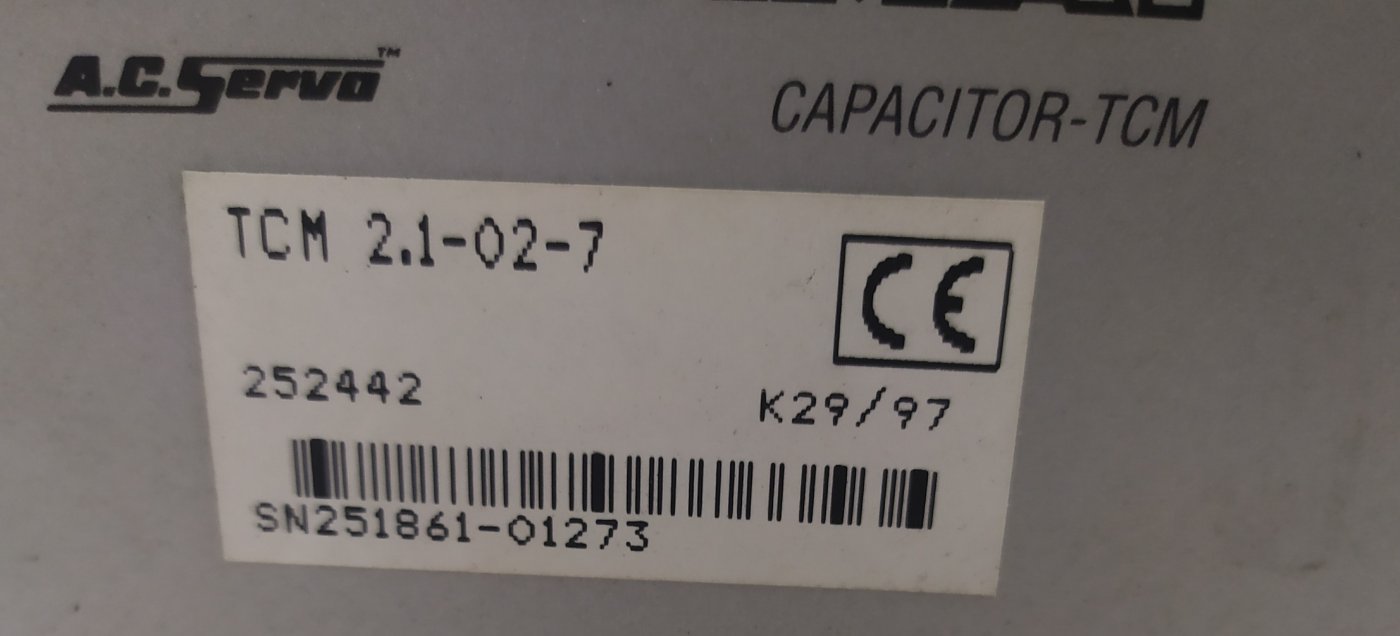 A.C. Servo™
CAPACITOR-TCM
TCM 2.1-02-7
CE
252442
K29/97
SN251861-01273